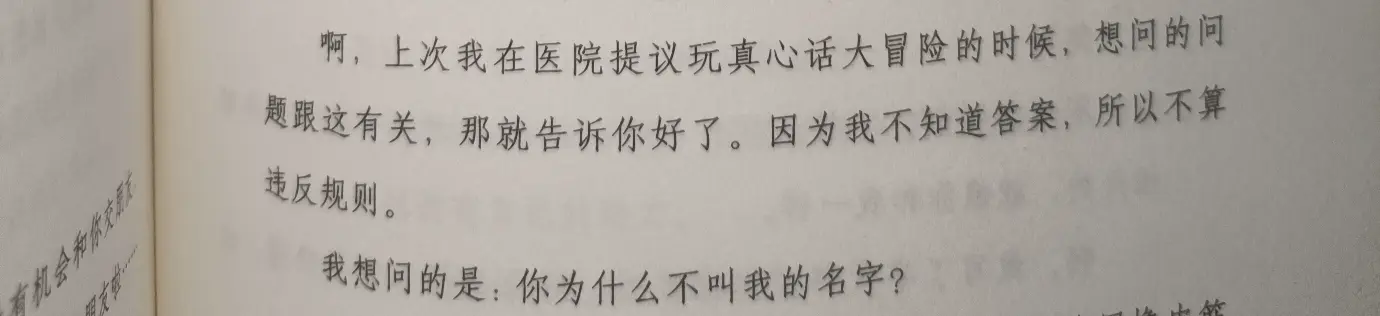 有机会和你交朋友
朋友啦……
啊，上次我在医院提议玩真心话大冒险的时候，想问的问
题跟这有关，那就告诉你好了。因为我不知道答案，所以不算
违反规则。
我想问的是：你为什么不叫我的名字？